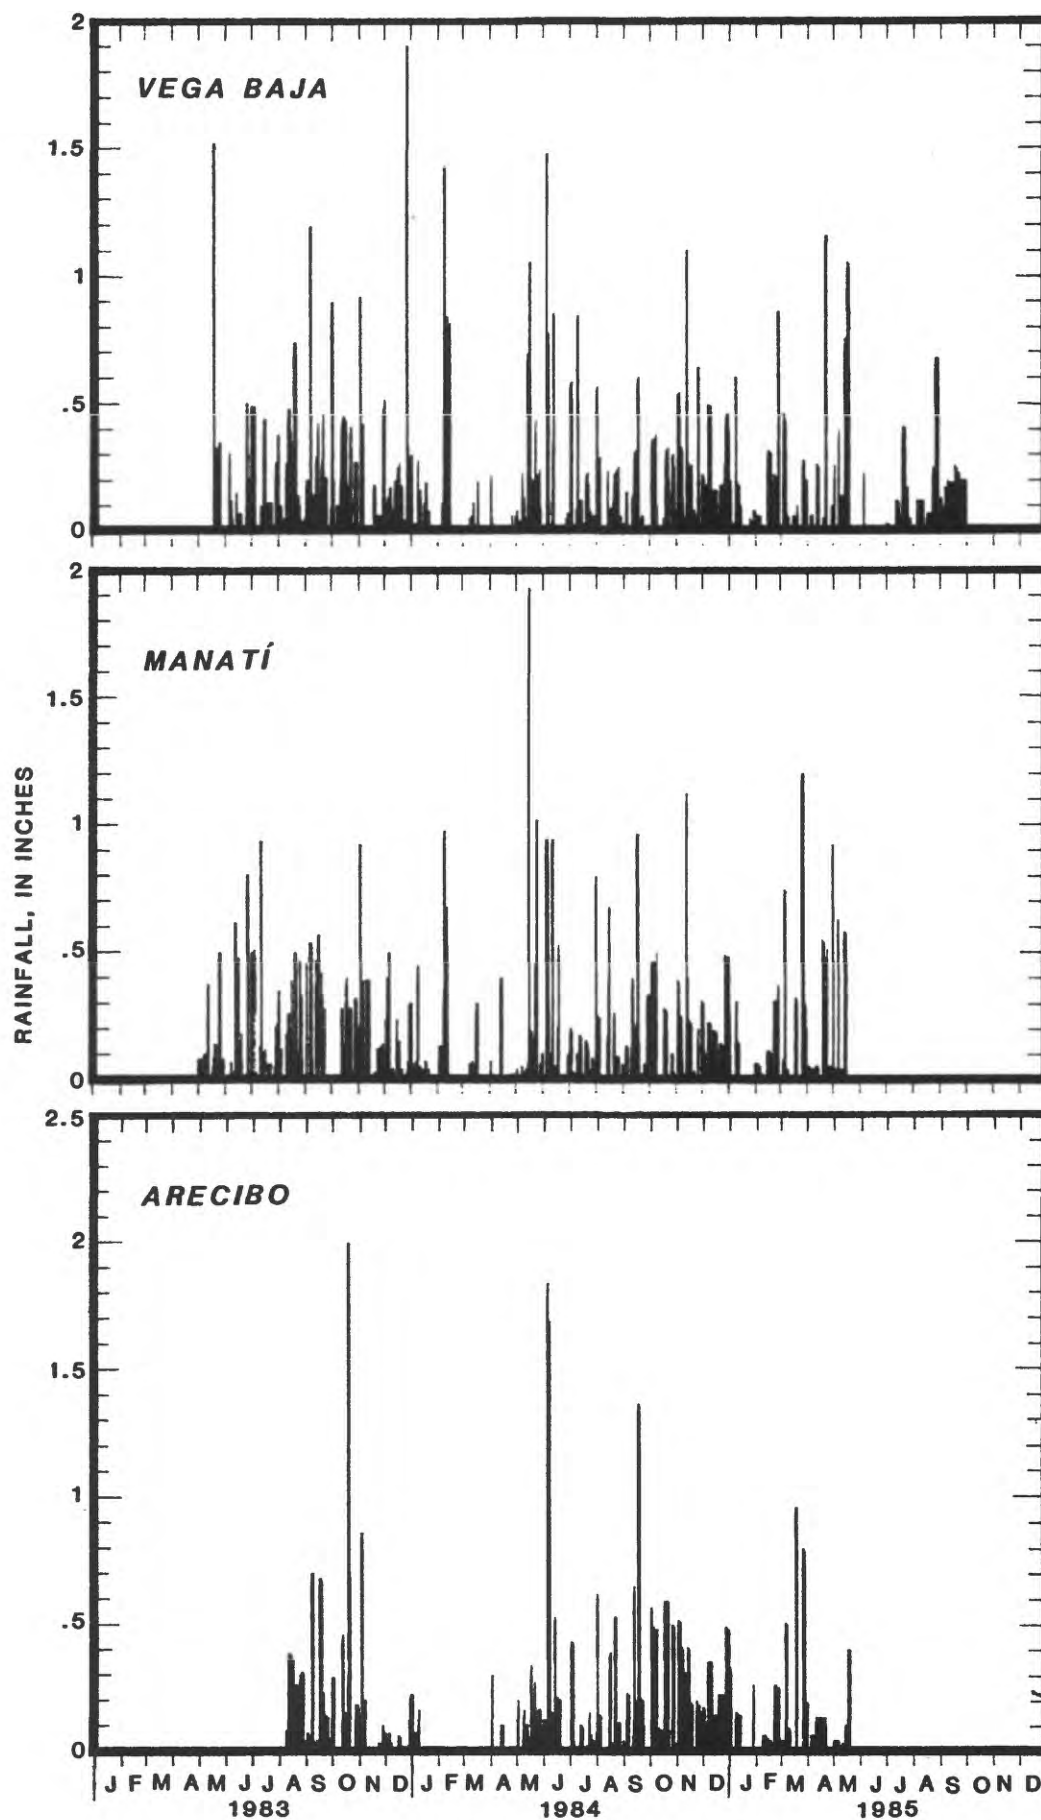 2
VEGA BAJA
1.5
1
.5
0
2
MANATÍ
1.5
1
.5
0
RAINFALL, IN INCHES
2.5
ARECIBO
2
1.5
1
.5
0
J F M A M J J A S O N D J F M A M J J A S O N D J F M A M J J A S O N D
1983 1984 1985